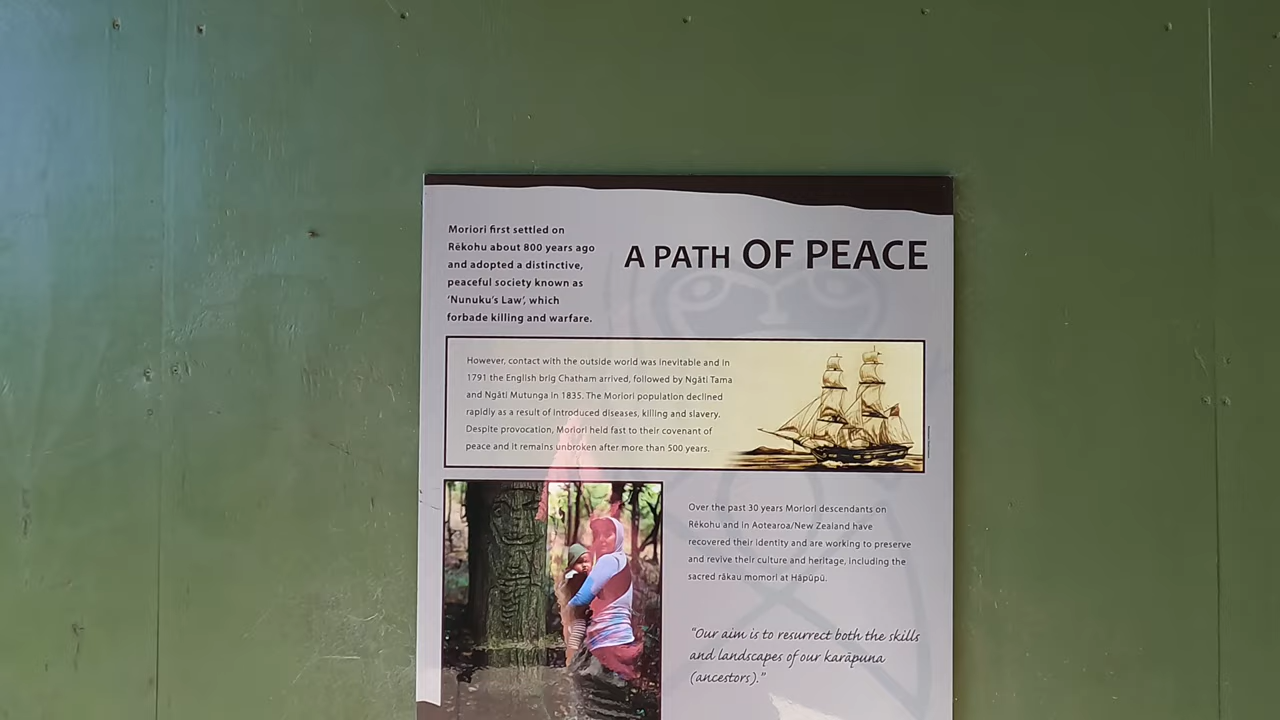 Moriori first settled on
Rēkohu about 800 years ago
and adopted a distinctive,
peaceful society known as
‘Nunuku’s Law’, which
forbade killing and warfare.
A PATH OF PEACE
However, contact with the outside world was inevitable and in
1791 the English brig Chatham arrived, followed by Ngāti Tama
and Ngāti Mutunga in 1835. The Moriori population declined
rapidly as a result of introduced diseases, killing and slavery.
Despite provocation, Moriori held fast to their covenant of
peace and it remains unbroken after more than 500 years.
Over the past 30 years Moriori descendants on
Rēkohu and in Aotearoa/New Zealand have
recovered their identity and are working to preserve
and revive their culture and heritage, including the
sacred rākau momori at Hāpūpū.
“Our aim is to resurrect both the skills
and landscapes of our karāpuna
(ancestors).”